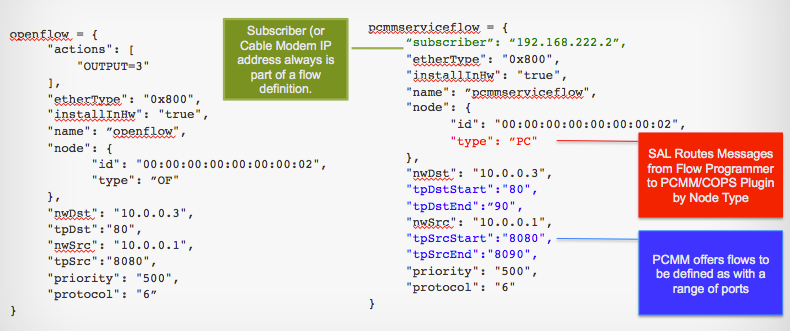 openflow = {
"actions": [
"OUTPUT=3"
],
"etherType": "0x800",
"installInHw": "true",
"name": ”openflow",
"node": {
"id": "00:00:00:00:00:00:00:02",
"type": ”OF"
},
"nwDst": "10.0.0.3",
"tpDst":"80",
"nwSrc": "10.0.0.1",
"tpSrc":"8080",
"priority": "500",
"protocol": "6”
}
Subscriber (or
Cable Modem IP
address always is
part of a flow
definition.
pcmmserviceflow = {
“subscriber”: “192.168.222.2”,
"etherType": "0x800",
"installInHw": "true",
"name": ”pcmmserviceflow",
"node": {
"id": "00:00:00:00:00:00:00:02",
"type": ”PC"
},
"nwDst": "10.0.0.3",
"tpDstStart":"80",
"tpDstEnd":”90",
"nwSrc": "10.0.0.1",
"tpSrcStart":"8080",
"tpSrcEnd":"8090",
"priority": "500",
"protocol": "6"
}
SAL Routes Messages
from Flow Programmer
to PCMM/COPS Plugin
by Node Type
PCMM offers flows to
be defined as with a
range of ports